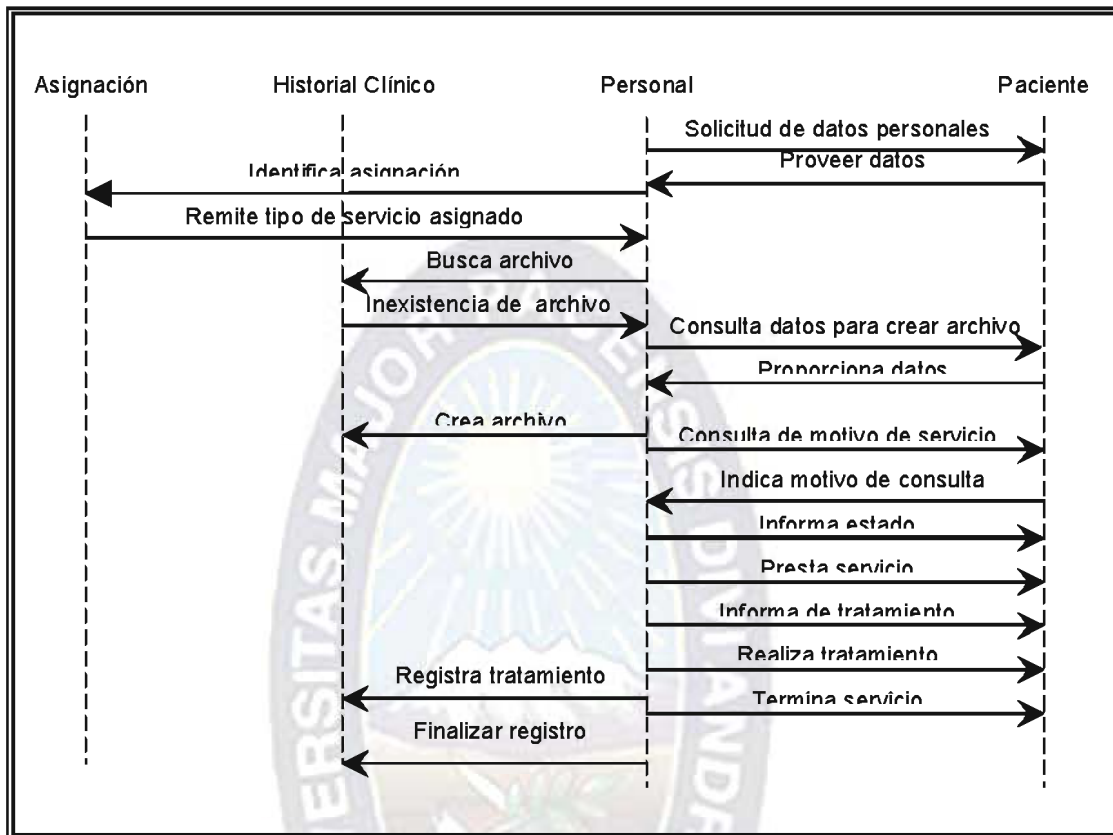 Asignación
Historial Clínico
Personal
Paciente
Solicitud de datos personales
Proveer datos
Identifica asignación
Remite tipo de servicio asignado
Busca archivo
Inexistencia de archivo
Consulta datos para crear archivo
Proporciona datos
Crea archivo
Consulta de motivo de servicio
Indica motivo de consulta
Informa estado
Presta servicio
Informa de tratamiento
Realiza tratamiento
Registra tratamiento
Termina servicio
Finalizar registro